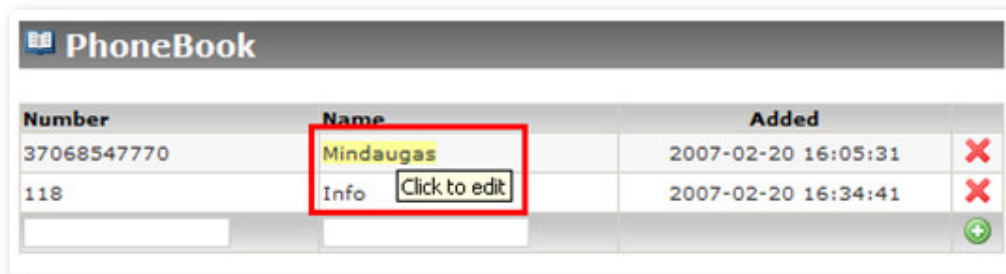 PhoneBook
Number Name Added
37068547770 Mindaugas 2007-02-20 16:05:31
118 Info Click to edit 2007-02-20 16:34:41